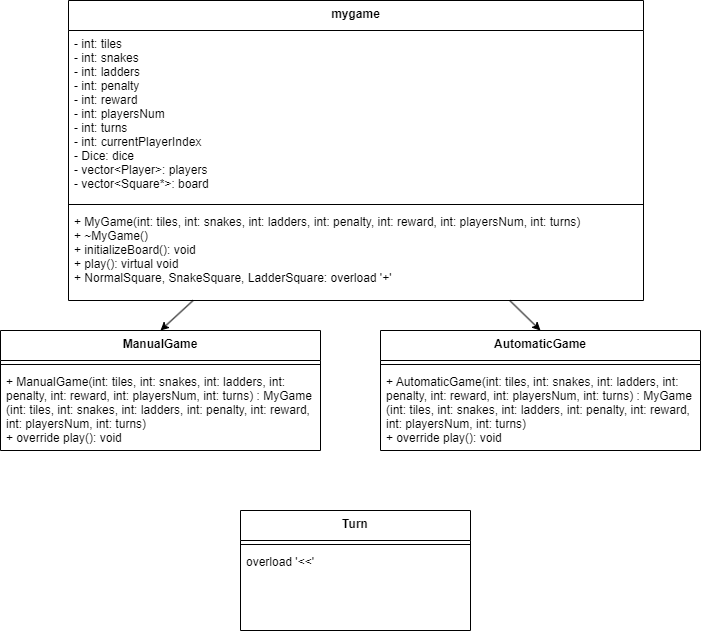 mygame
- int: tiles
- int: snakes
- int: ladders
- int: penalty
- int: reward
- int: playersNum
- int: turns
- int: currentPlayerIndex
- Dice: dice
- vector<Player>: players
- vector<Square*>: board
+ MyGame(int: tiles, int: snakes, int: ladders, int: penalty, int: reward, int: playersNum, int: turns)
+ ~MyGame()
+ initializeBoard(): void
+ play(): virtual void
+ NormalSquare, SnakeSquare, LadderSquare: overload '+'
ManualGame
+ ManualGame(int: tiles, int: snakes, int: ladders, int:
penalty, int: reward, int: playersNum, int: turns) : MyGame
(int: tiles, int: snakes, int: ladders, int: penalty, int: reward,
int: playersNum, int: turns)
+ override play(): void
AutomaticGame
+ AutomaticGame(int: tiles, int: snakes, int: ladders, int:
penalty, int: reward, int: playersNum, int: turns) : MyGame
(int: tiles, int: snakes, int: ladders, int: penalty, int: reward,
int: playersNum, int: turns)
+ override play(): void
Turn
overload '<<'